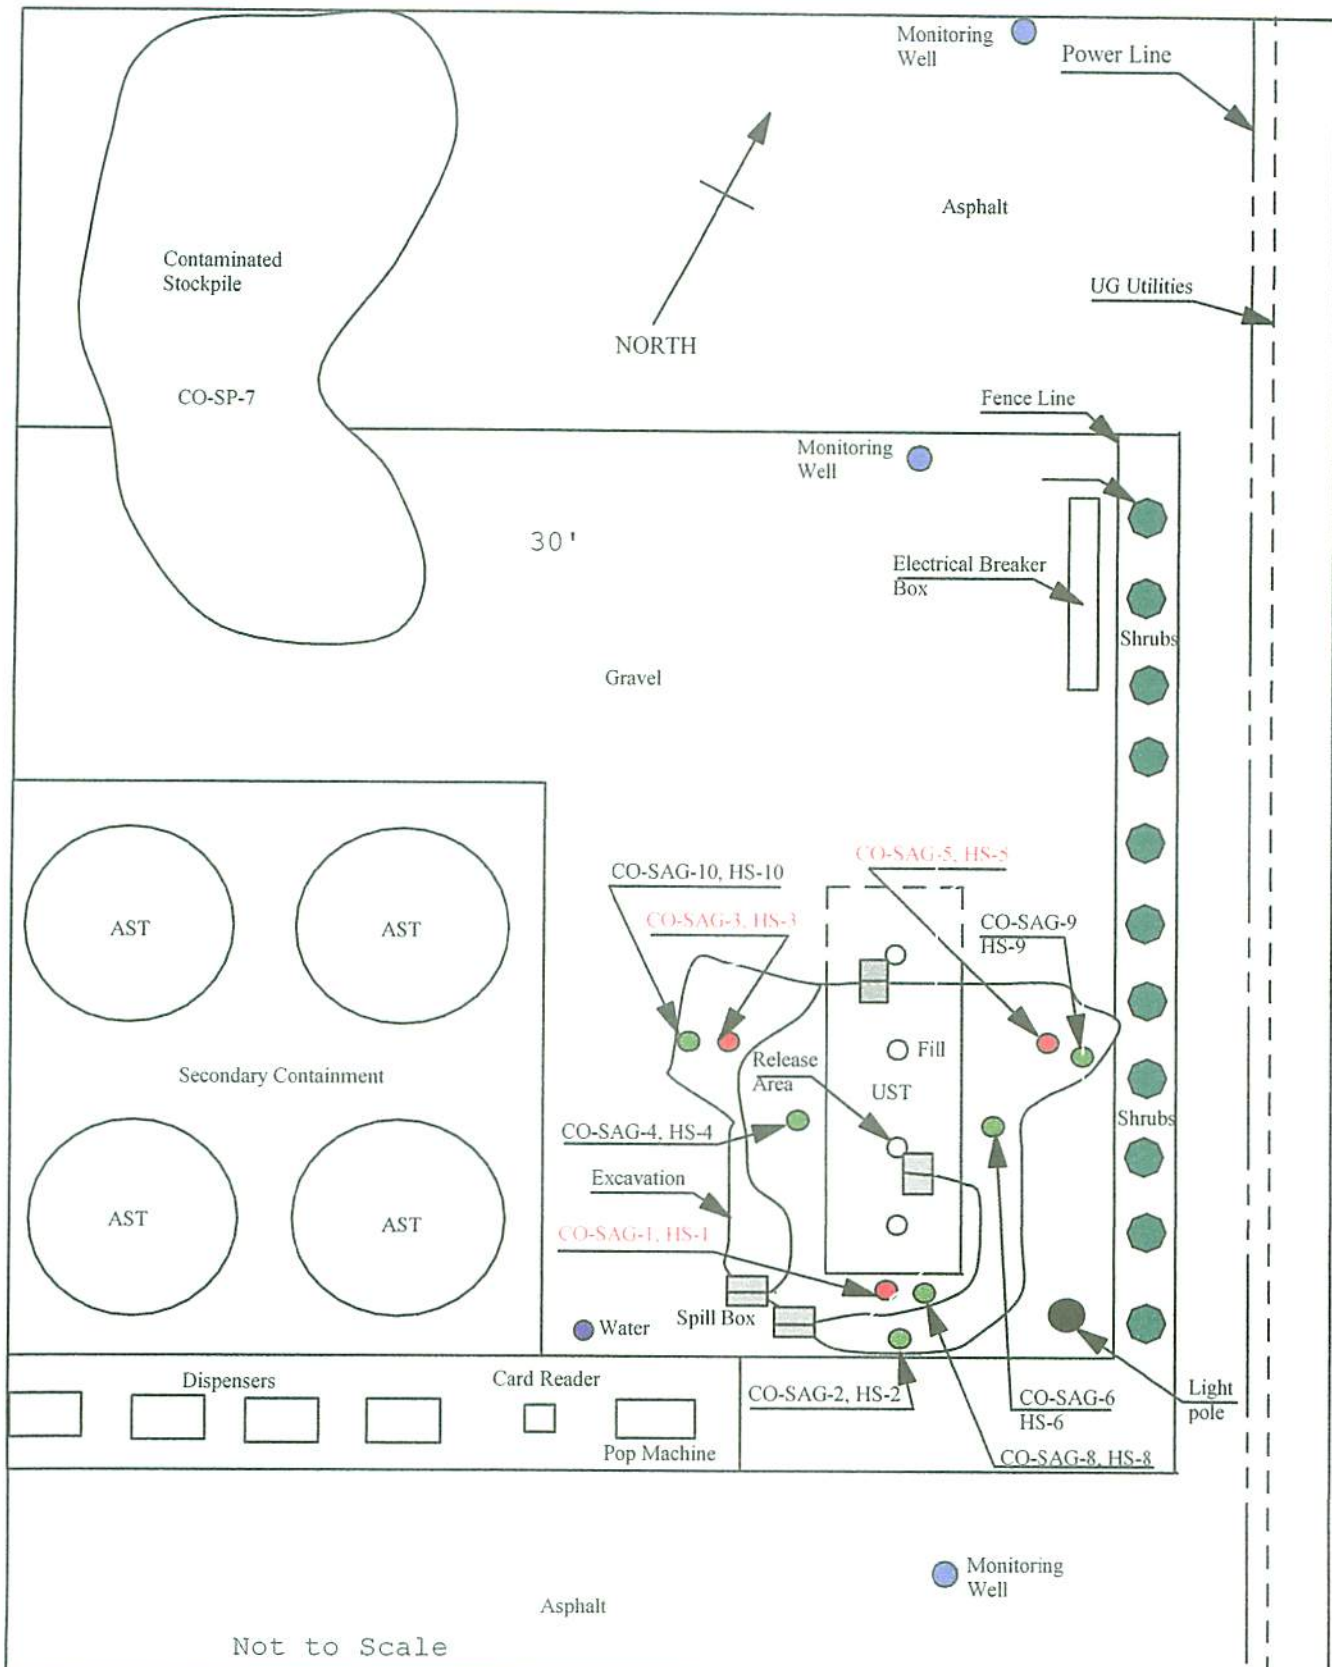 Monitoring
Well
Power Line
Asphalt
Contaminated
Stockpile
UG Utilities
NORTH
CO-SP-7
Fence Line
Monitoring
Well
30'
Electrical Breaker
Box
Shrubs
Gravel
CO-SAG-10, HS-10
CO-SAG-5, HS-5
CO-SAG-3, HS-3
CO-SAG-9
HS-9
AST
AST
Release
Area
Fill
UST
Secondary Containment
Shrubs
CO-SAG-4, HS-4
Excavation
AST
AST
CO-SAG-1, HS-1
Water
Spill Box
Dispensers
Card Reader
CO-SAG-2, HS-2
CO-SAG-6
HS-6
Light
pole
Pop Machine
CO-SAG-8, HS-8
Monitoring
Well
Asphalt
Not to Scale